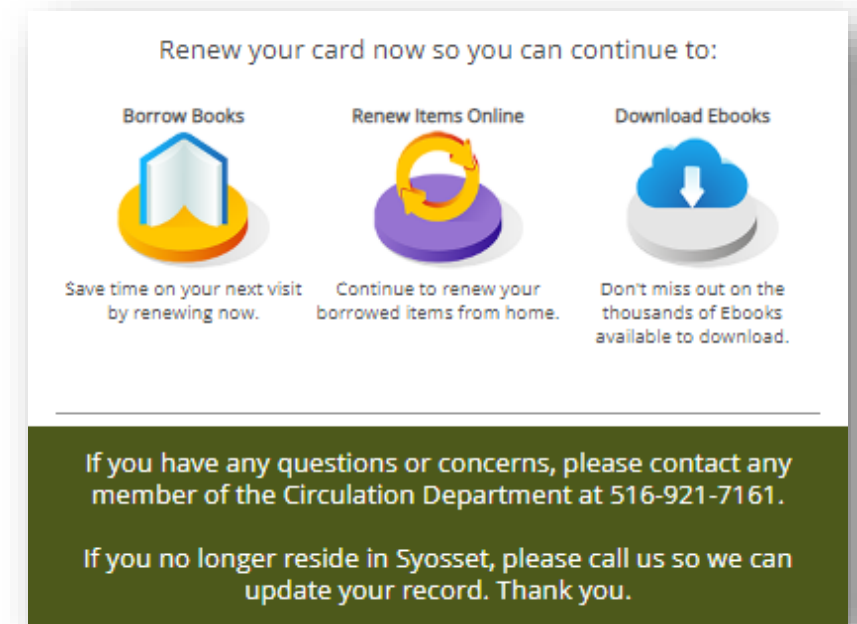 Renew your card now so you can continue to:
Borrow Books
Save time on your next visit
by renewing now.
Renew Items Online
Continue to renew your
borrowed items from home.
Download Ebooks
Don't miss out on the
thousands of Ebooks
available to download.
If you have any questions or concerns, please contact any
member of the Circulation Department at 516-921-7161.
If you no longer reside in Syosset, please call us so we can
update your record. Thank you.